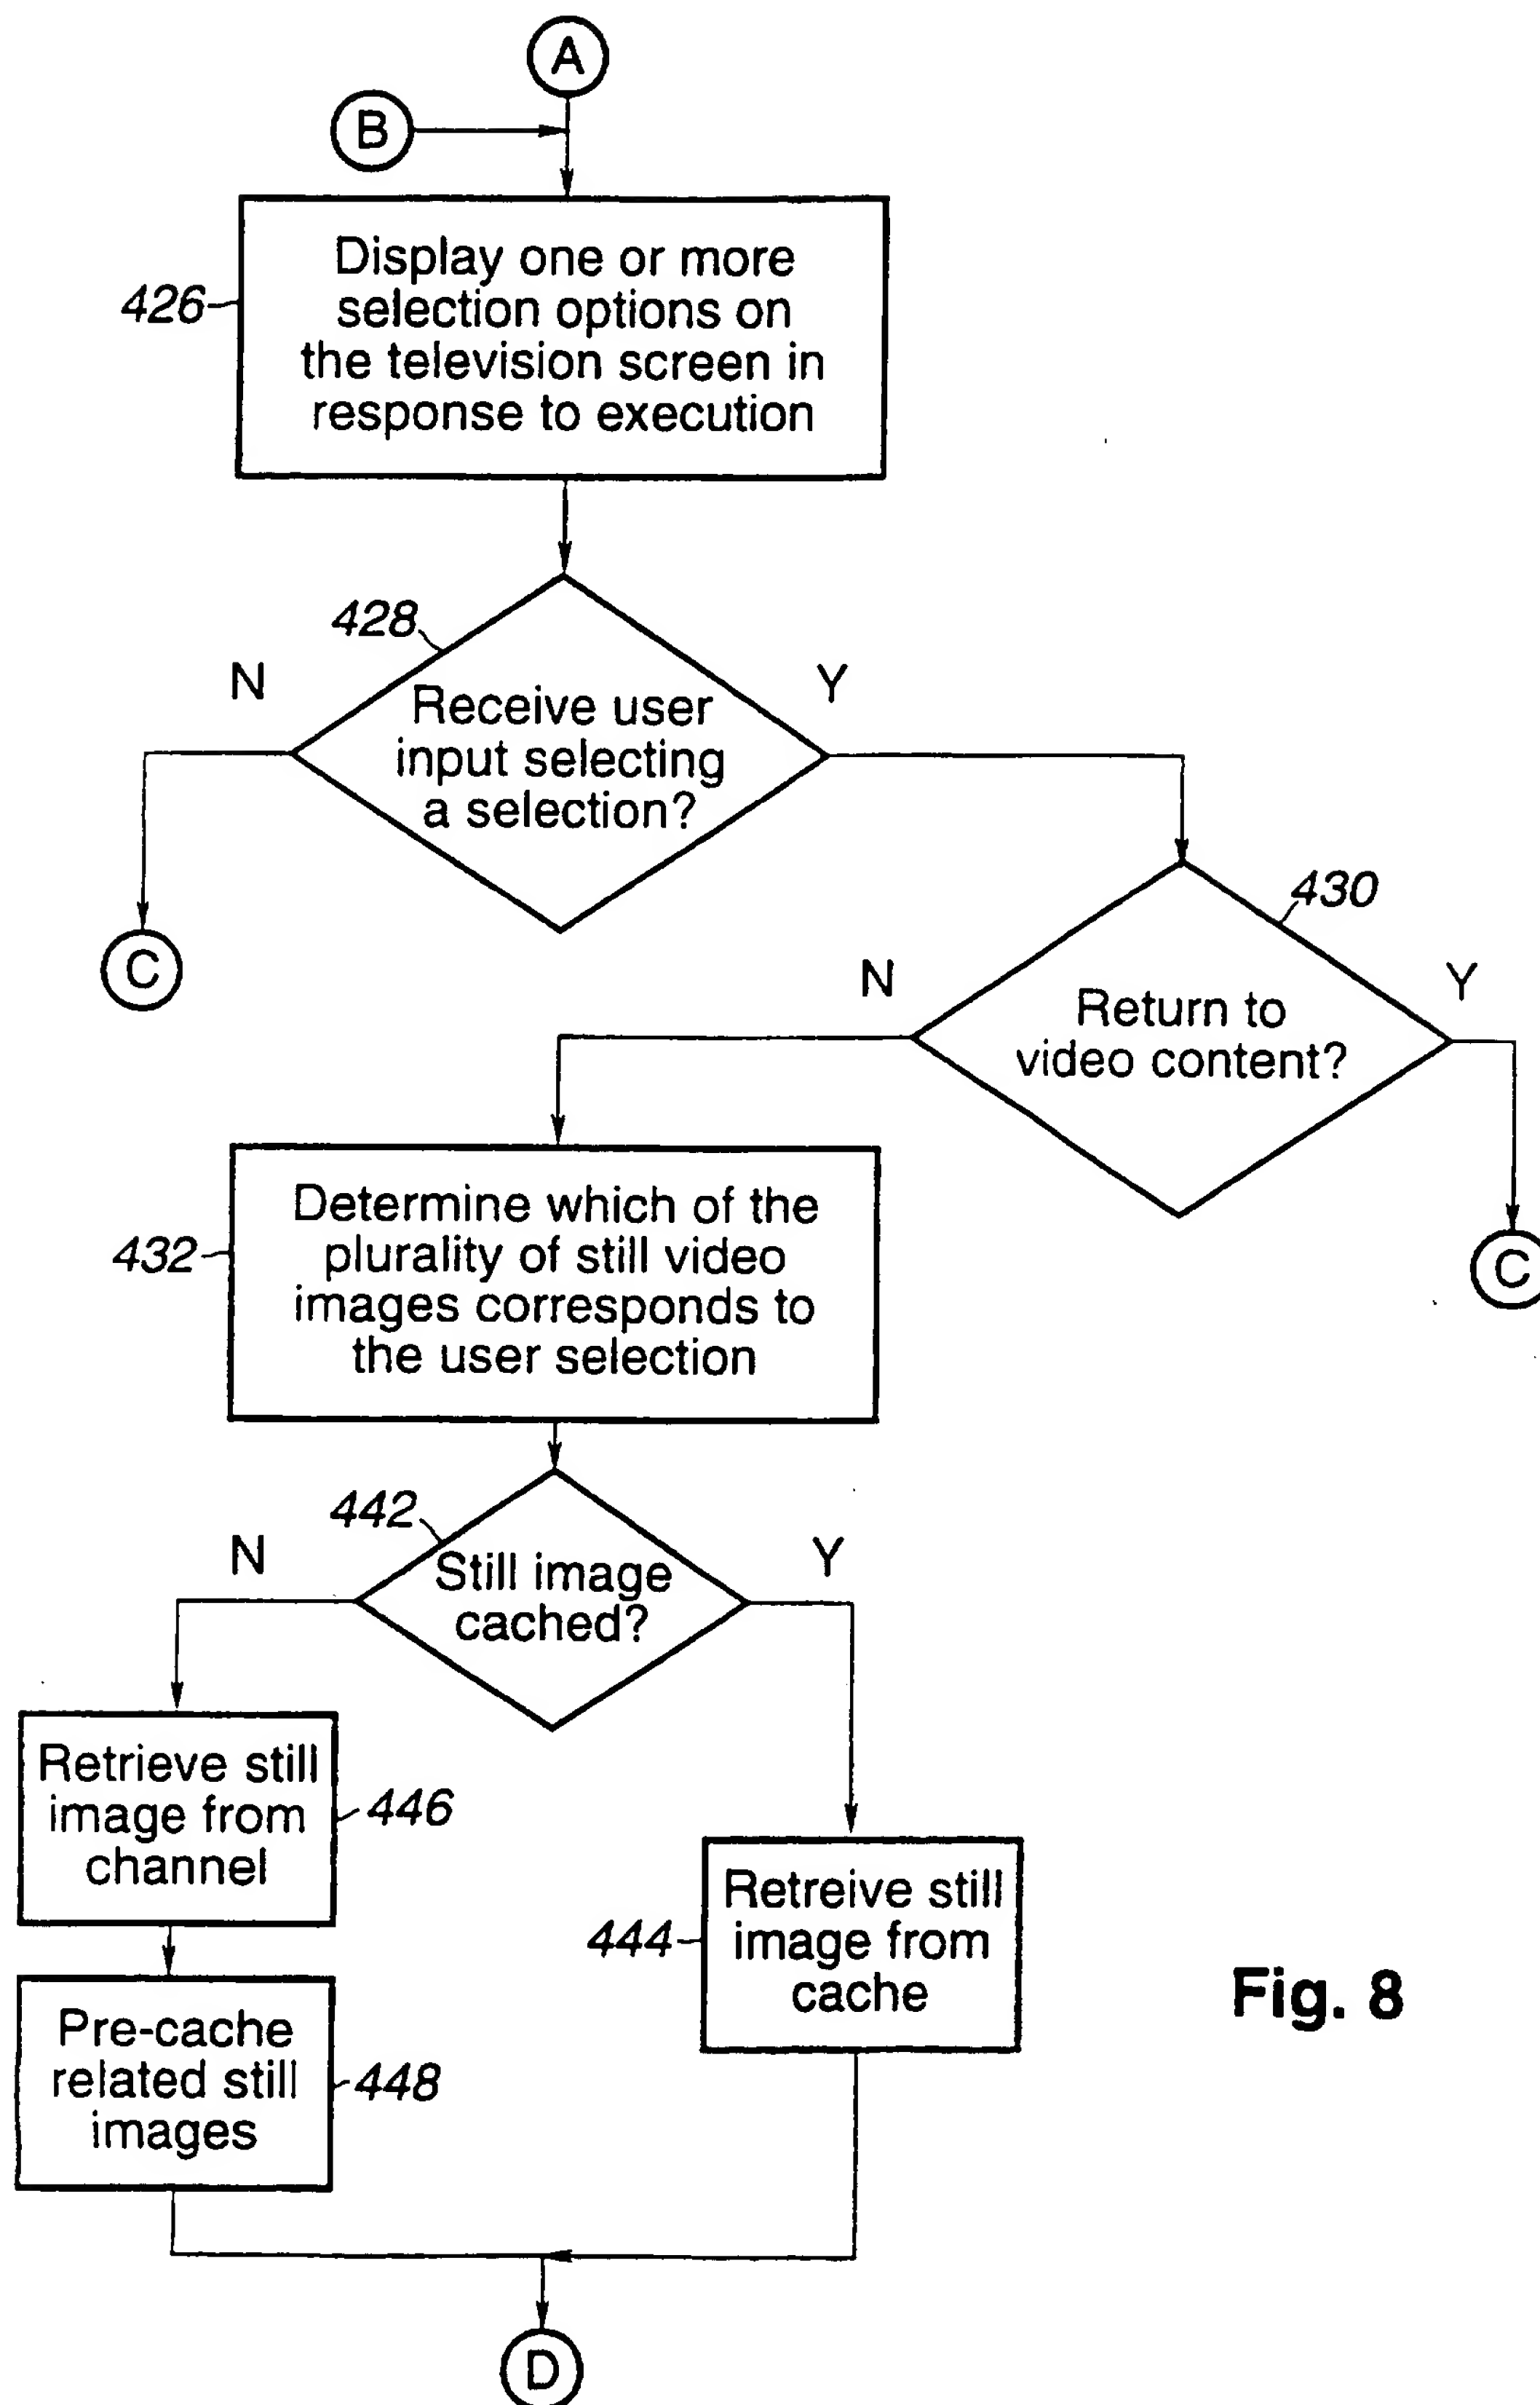 A
B
426
Display one or more
selection options on
the television screen in
response to execution
428
N
Y
Receive user
input selecting
a selection?
C
430
N
Y
Return to
video content?
C
432
Determine which of the
plurality of still video
images corresponds to
the user selection
442
N
Y
Still image
cached?
Retrieve still
image from
channel
446
444
Retreive still
image from
cache
Pre-cache
related still
images
448
Fig. 8
D